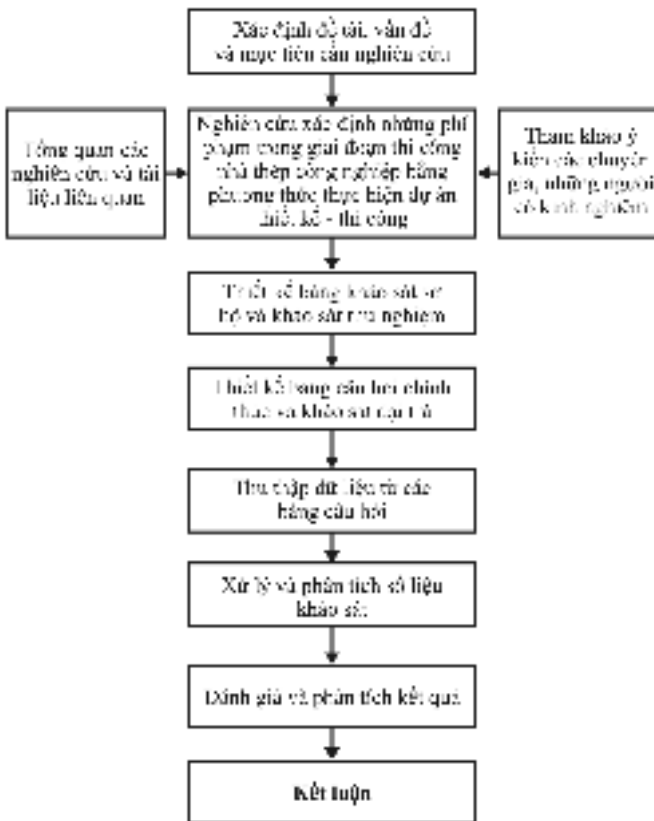 Xác định đề tài, vấn đề
và mục tiêu cần nghiên cứu
Tổng quan các
nghiên cứu và tài
liệu liên quan
Nghiên cứu xác định những phí
phạm trong giai đoạn thi công
nhà thép công nghiệp bằng
phương thức thực hiện dự án
thiết kế - thi công
Tham khảo ý
kiến các chuyên
gia, những người
có kinh nghiệm
Thiết kế bảng khảo sát sơ
bộ và khảo sát thử nghiệm
Thiết kế bảng câu hỏi chính
thức và khảo sát đại trà
Thu thập dữ liệu từ các
bảng câu hỏi
Xử lý và phân tích số liệu
khảo sát
Đánh giá và phân tích kết quả
Kết luận